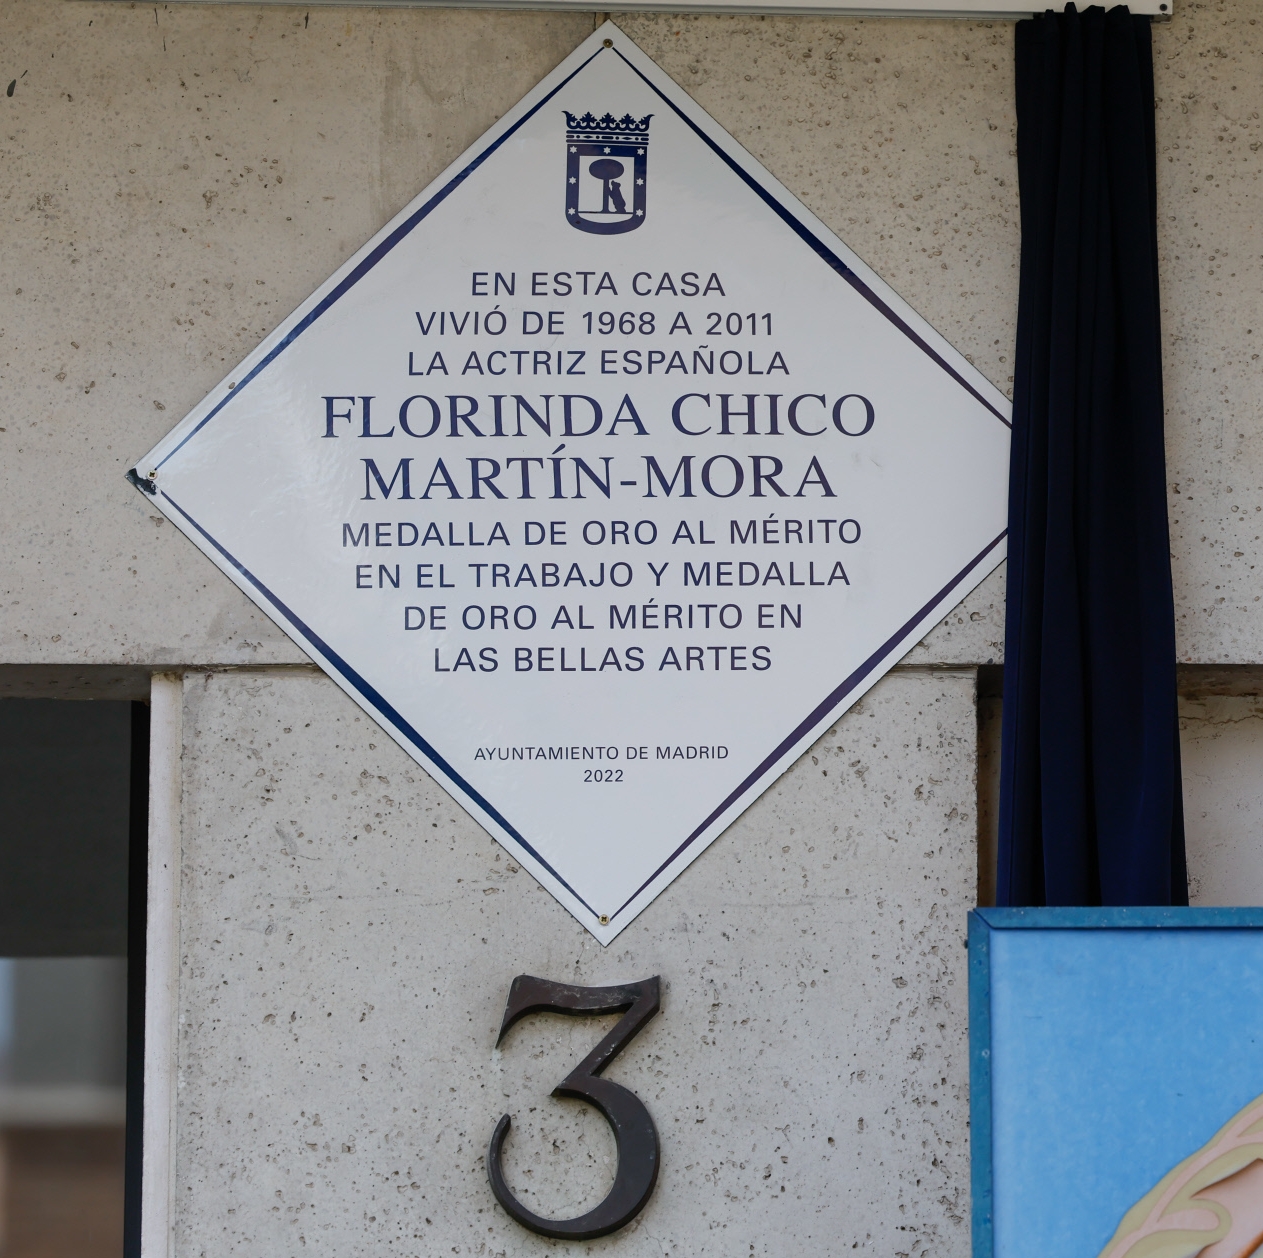 EN ESTA CASA
VIVIÓ DE 1968 A 2011
LA ACTRIZ ESPAÑOLA
FLORINDA CHICO
MARTÍN-MORA
MEDALLA DE ORO AL MÉRITO
EN EL TRABAJO Y MEDALLA
DE ORO AL MÉRITO EN
LAS BELLAS ARTES
AYUNTAMIENTO DE MADRID
2022
3